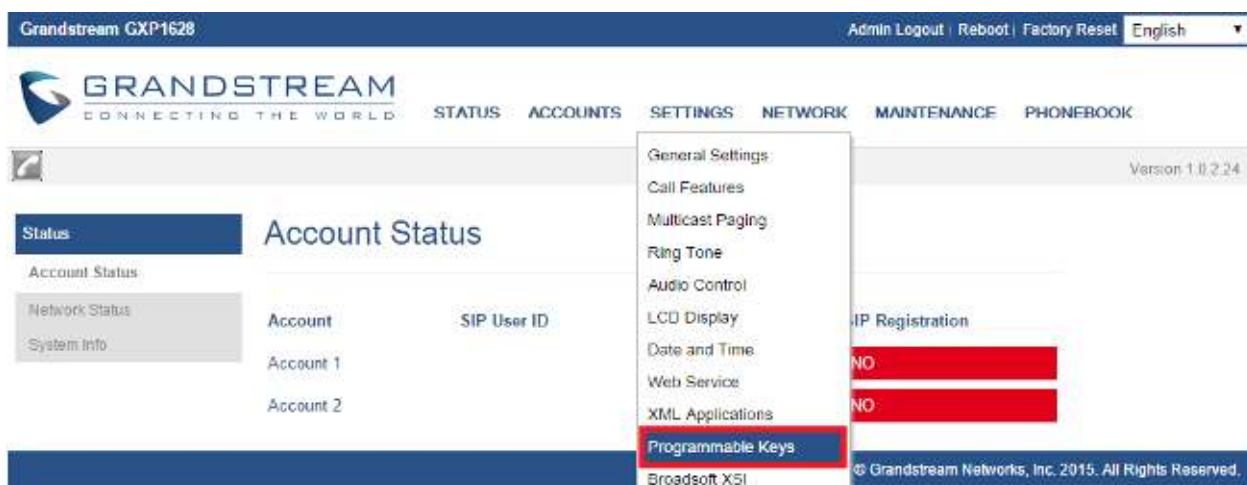 Grandstream GXP1628 Admin Logout | Reboot | Factory Reset English
GRANDSTREAM
CONNECTING THE WORLD
STATUS ACCOUNTS SETTINGS NETWORK MAINTENANCE PHONEBOOK
Version 1.0.2.24
General Settings
Call Features
Multicast Paging
Ring Tone
Audio Control
LCD Display
Date and Time
Web Service
XML Applications
Programmable Keys
Broadsoft XSI
Status
Account Status
Network Status
System Info
Account Status
Account SIP User ID IP Registration
Account 1 NO
Account 2 NO
© Grandstream Networks, Inc. 2015. All Rights Reserved.